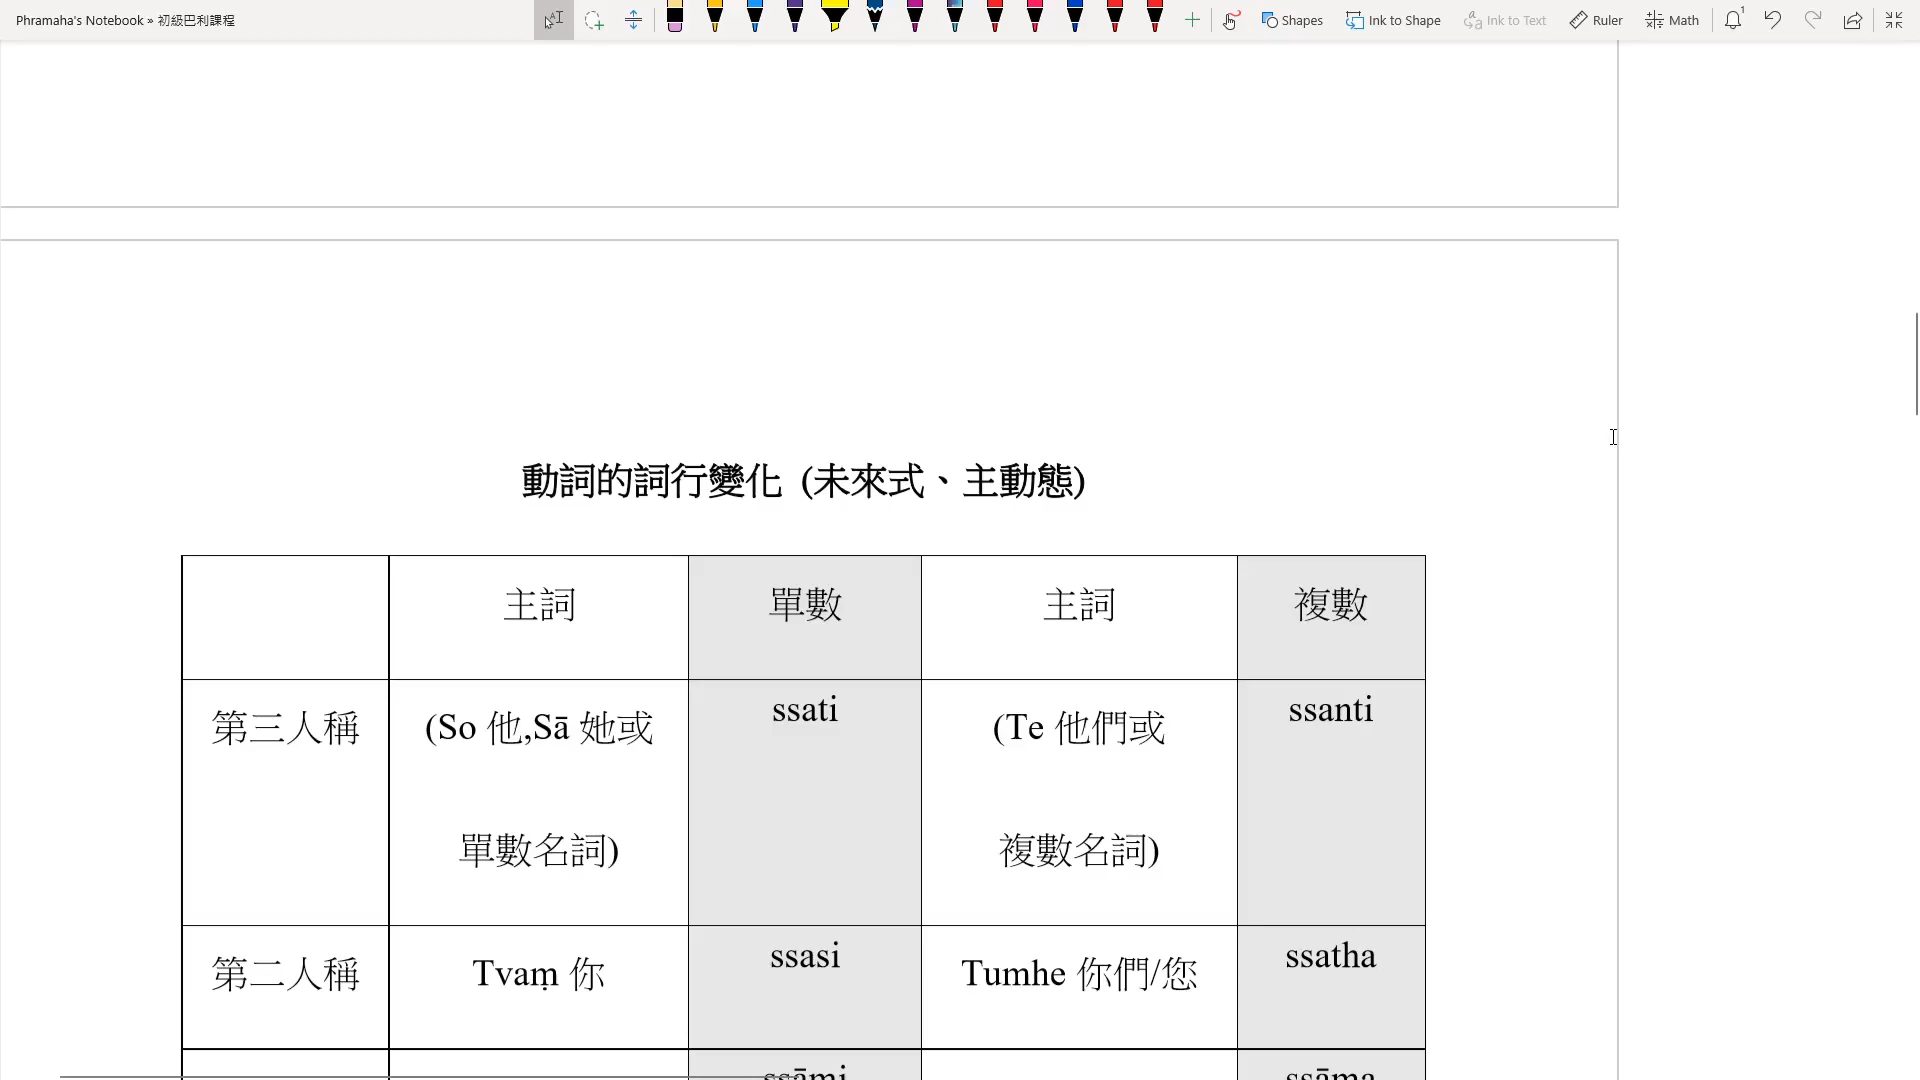 Phramaha's Notebook » 初級巴利課程
Shapes
Ink to Shape
Ink to Text
Ruler
Math
1
動詞的詞行變化 (未來式、主動態)
主詞 單數 主詞 複數
第三人稱 (So 他,Sā 她或 ssati (Te 他們或 ssanti
單數名詞) 複數名詞)
第二人稱 Tvaṃ 你 ssasi Tumhe 你們/您 ssatha
ssāmi ssāma